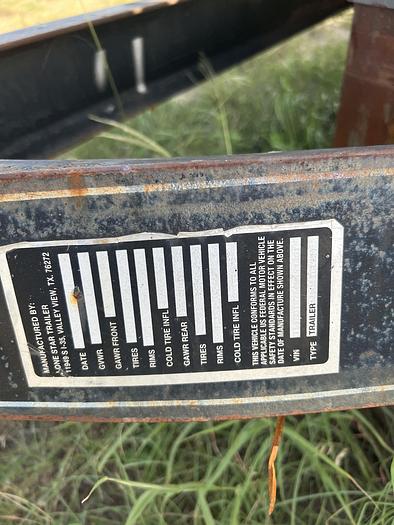 MANUFACTURED BY:
LONE STAR TRAILER
11949 S I-35, VALLEY VIEW, TX. 76272
DATE
GVWR
GAWR FRONT
TIRES
RIMS
COLD TIRE INFL
GAWR REAR
TIRES
RIMS
COLD TIRE INFL
THIS VEHICLE CONFORMS TO ALL
APPLICABLE US FEDERAL MOTOR VEHICLE
SAFETY STANDARDS IN EFFECT ON THE
DATE OF MANUFACTURE SHOWN ABOVE.
VIN
TYPE TRAILER